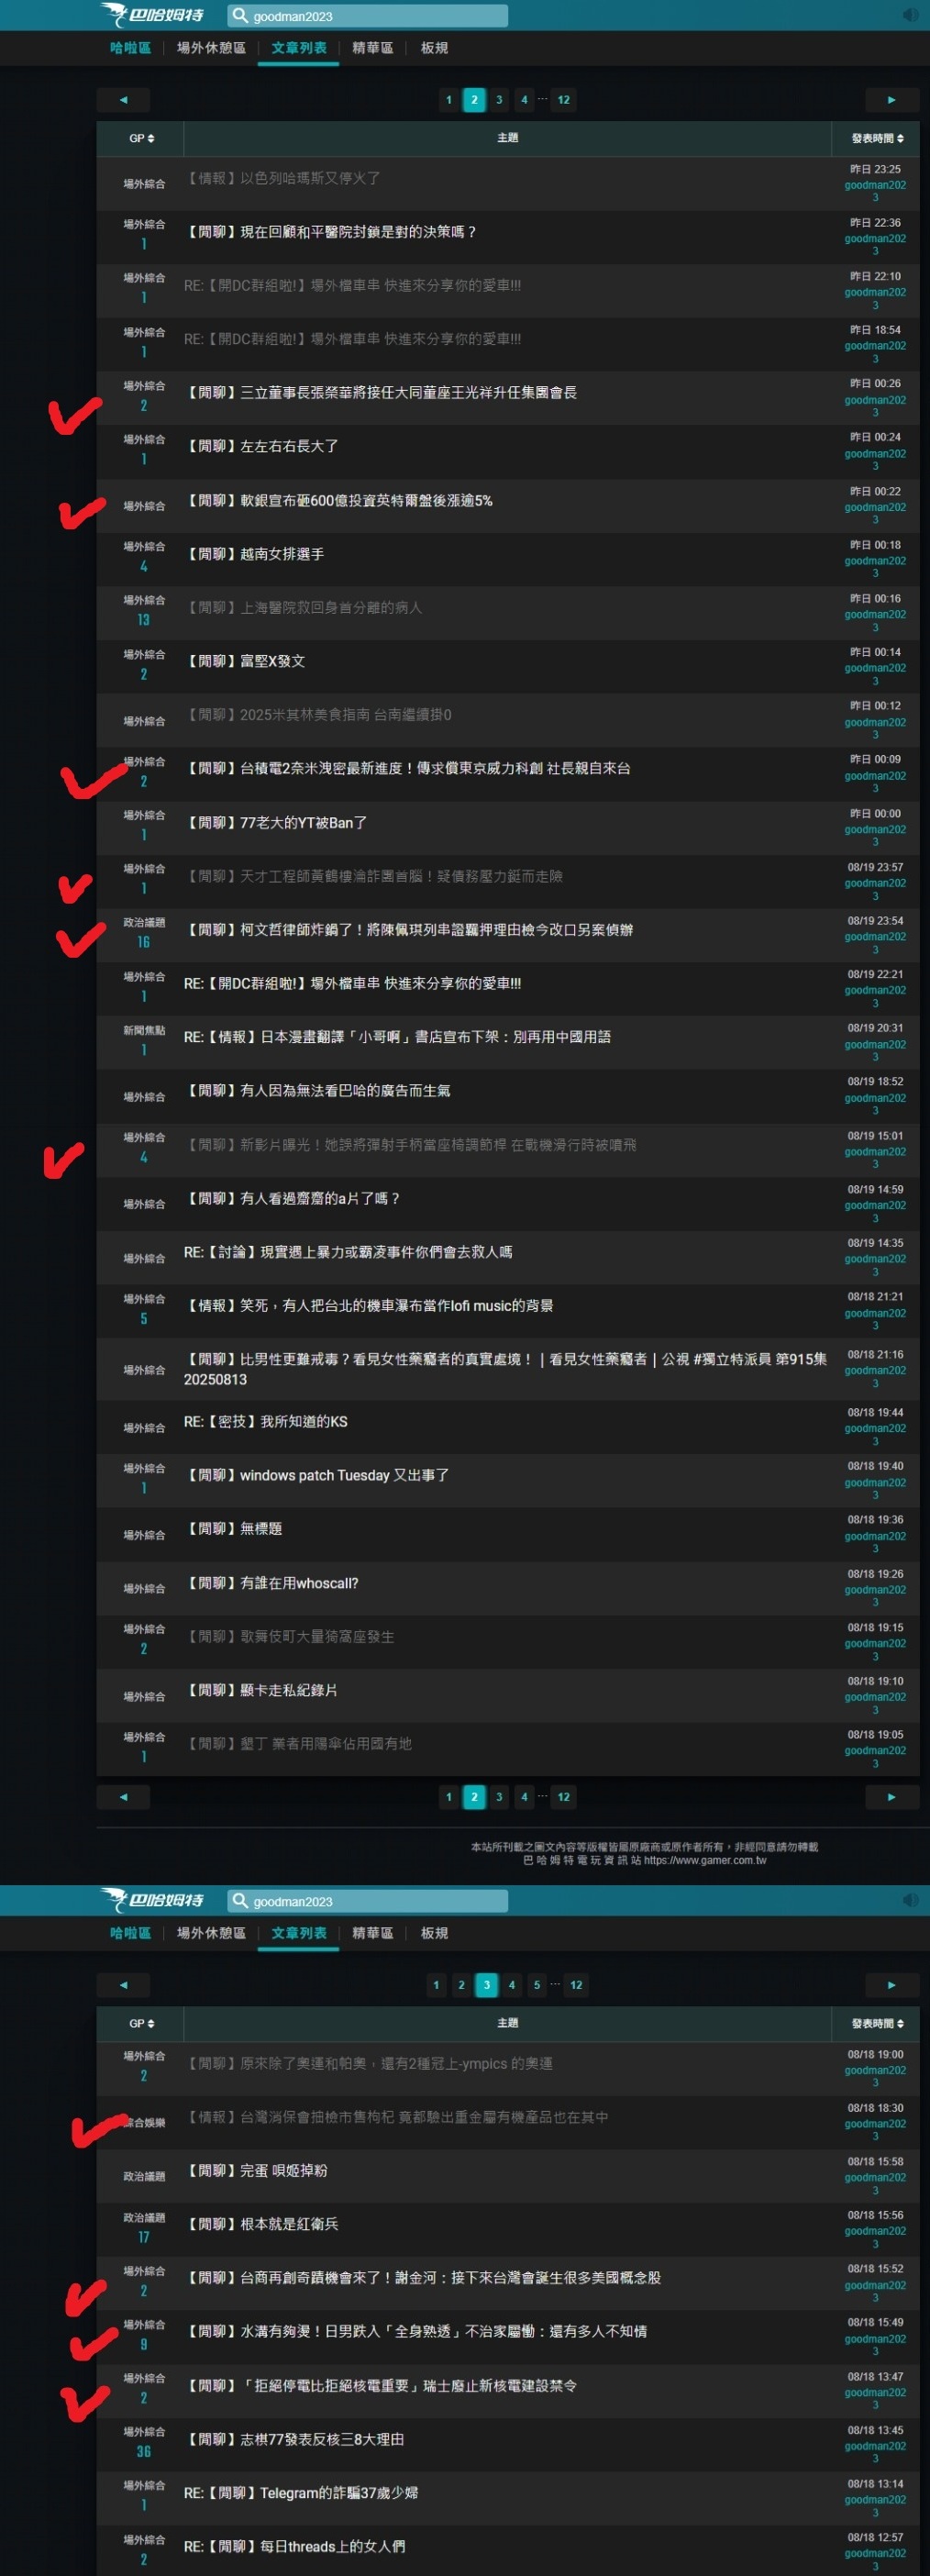 巴哈姆特
goodman2023
哈啦區 場外休憩區 文章列表 精華區 板規
◄ 1 2 3 4 ... 12 ►
GP 主題 發表時間
場外綜合 【情報】以色列哈瑪斯又停火了 昨日 23:25 goodman2023
場外綜合 1 【閒聊】現在回顧和平醫院封鎖是對的決策嗎？ 昨日 22:36 goodman2023
場外綜合 1 RE:【開DC群組啦!】場外檔車串 快進來分享你的愛車!!! 昨日 22:10 goodman2023
場外綜合 1 RE:【開DC群組啦!】場外檔車串 快進來分享你的愛車!!! 昨日 18:54 goodman2023
場外綜合 2 【閒聊】三立董事長張榮華將接任大同董座王光祥升任集團會長 昨日 00:26 goodman2023
場外綜合 1 【閒聊】左左右右長大了 昨日 00:24 goodman2023
場外綜合 【閒聊】軟銀宣布砸600億投資英特爾盤後漲逾5% 昨日 00:22 goodman2023
場外綜合 4 【閒聊】越南女排選手 昨日 00:18 goodman2023
場外綜合 13 【閒聊】上海醫院救回身首分離的病人 昨日 00:16 goodman2023
場外綜合 2 【閒聊】富堅X發文 昨日 00:14 goodman2023
場外綜合 【閒聊】2025米其林美食指南 台南繼續掛0 昨日 00:12 goodman2023
場外綜合 2 【閒聊】台積電2奈米洩密最新進度！傳求償東京威力科創 社長親自來台 昨日 00:09 goodman2023
場外綜合 1 【閒聊】77老大的YT被Ban了 昨日 00:00 goodman2023
場外綜合 1 【閒聊】天才工程師黃鶴樓淪詐團首腦！疑債務壓力鋌而走險 08/19 23:57 goodman2023
政治議題 16 【閒聊】柯文哲律師炸鍋了！將陳佩琪列串證羈押理由檢今改口另案偵辦 08/19 23:54 goodman2023
場外綜合 1 RE:【開DC群組啦!】場外檔車串 快進來分享你的愛車!!! 08/19 22:21 goodman2023
新聞焦點 1 RE:【情報】日本漫畫翻譯「小哥啊」書店宣布下架：別再用中國用語 08/19 20:31 goodman2023
場外綜合 【閒聊】有人因為無法看巴哈的廣告而生氣 08/19 18:52 goodman2023
場外綜合 4 【閒聊】新影片曝光！她誤將彈射手柄當座椅調節桿 在戰機滑行時被噴飛 08/19 15:01 goodman2023
場外綜合 【閒聊】有人看過齋齋的a片了嗎？ 08/19 14:59 goodman2023
場外綜合 RE:【討論】現實遇上暴力或霸凌事件你們會去救人嗎 08/19 14:35 goodman2023
場外綜合 5 【情報】笑死，有人把台北的機車瀑布當作lofi music的背景 08/18 21:21 goodman2023
場外綜合 【閒聊】比男性更難戒毒？看見女性藥癮者的真實處境！｜看見女性藥癮者｜公視 #獨立特派員 第915集 20250813 08/18 21:16 goodman2023
場外綜合 RE:【密技】我所知道的KS 08/18 19:44 goodman2023
場外綜合 1 【閒聊】windows patch Tuesday 又出事了 08/18 19:40 goodman2023
場外綜合 【閒聊】無標題 08/18 19:36 goodman2023
場外綜合 【閒聊】有誰在用whoscall? 08/18 19:26 goodman2023
場外綜合 2 【閒聊】歌舞伎町大量猗窩座發生 08/18 19:15 goodman2023
場外綜合 【閒聊】顯卡走私紀錄片 08/18 19:10 goodman2023
場外綜合 1 【閒聊】墾丁 業者用陽傘佔用國有地 08/18 19:05 goodman2023
◄ 1 2 3 4 ... 12 ►
本站所刊載之圖文內容等版權皆屬原廠商或原作者所有，非經同意請勿轉載
巴哈姆特電玩資訊站 https://www.gamer.com.tw
巴哈姆特
goodman2023
哈啦區 場外休憩區 文章列表 精華區 板規
◄ 1 2 3 4 5 ... 12 ►
GP 主題 發表時間
場外綜合 2 【閒聊】原來除了奧運和帕奧，還有2種冠上-ympics 的奧運 08/18 19:00 goodman2023
綜合娛樂 【情報】台灣消保會抽檢市售枸杞 竟都驗出重金屬有機產品也在其中 08/18 18:30 goodman2023
政治議題 【閒聊】完蛋 唄姬掉粉 08/18 15:58 goodman2023
政治議題 17 【閒聊】根本就是紅衛兵 08/18 15:56 goodman2023
場外綜合 2 【閒聊】台商再創奇蹟機會來了！謝金河：接下來台灣會誕生很多美國概念股 08/18 15:52 goodman2023
場外綜合 9 【閒聊】水溝有夠燙！日男跌入「全身熟透」不治家屬慟：還有多人不知情 08/18 15:49 goodman2023
場外綜合 2 【閒聊】「拒絕停電比拒絕核電重要」瑞士廢止新核電建設禁令 08/18 13:47 goodman2023
場外綜合 36 【閒聊】志祺77發表反核三8大理由 08/18 13:45 goodman2023
場外綜合 1 RE:【閒聊】Telegram的詐騙37歲少婦 08/18 13:14 goodman2023
場外綜合 2 RE:【閒聊】每日threads上的女人們 08/18 12:57 goodman2023